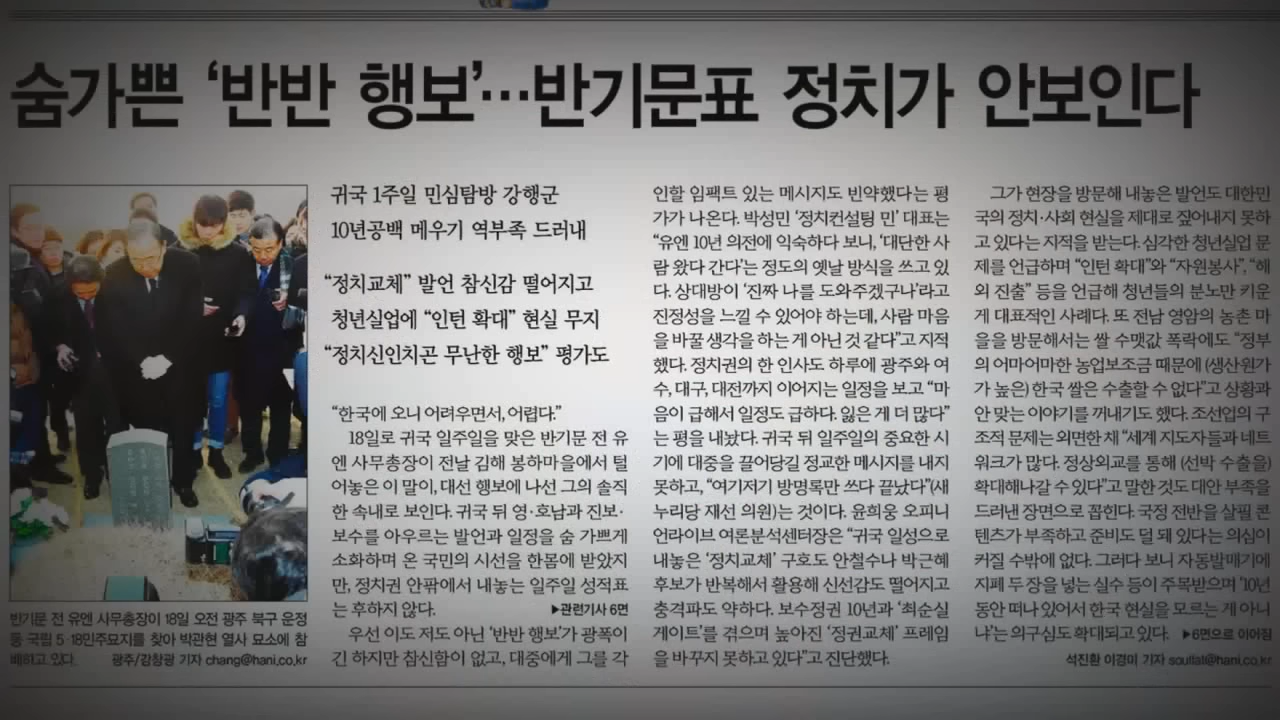 숨가쁜 ‘반반 행보’…반기문표 정치가 안보인다
귀국 1주일 민심탐방 강행군
10년공백 메우기 역부족 드러내
“정치교체” 발언 참신감 떨어지고
청년실업에 “인턴 확대” 현실 무지
“정치신인치곤 무난한 행보” 평가도
“한국에 오니 어려우면서, 어렵다.”
18일로 귀국 일주일을 맞은 반기문 전 유
엔 사무총장이 전날 김해 봉하마을에서 털
어놓은 이 말이, 대선 행보에 나선 그의 솔직
한 속내로 보인다. 귀국 뒤 영·호남과 진보·
보수를 아우르는 발언과 일정을 숨 가쁘게
소화하며 온 국민의 시선을 한몸에 받았지
만, 정치권 안팎에서 내놓는 일주일 성적표
는 후하지 않다. ▶관련기사 6면
우선 이도 저도 아닌 ‘반반 행보’가 광폭이
긴 하지만 참신함이 없고, 대중에게 그를 각
인할 임팩트 있는 메시지도 빈약했다는 평
가가 나온다. 박성민 ‘정치컨설팅 민’ 대표는
“유엔 10년 의전에 익숙하다 보니, ‘대단한 사
람 왔다 간다’는 정도의 옛날 방식을 쓰고 있
다. 상대방이 ‘진짜 나를 도와주겠구나’라고
진정성을 느낄 수 있어야 하는데, 사람 마음
을 바꿀 생각을 하는 게 아닌 것 같다”고 지적
했다. 정치권의 한 인사도 하루에 광주와 여
수, 대구, 대전까지 이어지는 일정을 보고 “마
음이 급해서 일정도 급하다. 잃은 게 더 많다”
는 평을 내놨다. 귀국 뒤 일주일의 중요한 시
기에 대중을 끌어당길 정교한 메시지를 내지
못하고, “여기저기 방명록만 쓰다 끝났다”(새
누리당 재선 의원)는 것이다. 윤희웅 오피니
언라이브 여론분석센터장은 “귀국 일성으로
내놓은 ‘정치교체’ 구호도 안철수나 박근혜
후보가 반복해서 활용해 신선감도 떨어지고
충격파도 약하다. 보수정권 10년과 ‘최순실
게이트’를 겪으며 높아진 ‘정권교체’ 프레임
을 바꾸지 못하고 있다”고 진단했다.
그가 현장을 방문해 내놓은 발언도 대한민
국의 정치·사회 현실을 제대로 짚어내지 못하
고 있다는 지적을 받는다. 심각한 청년실업 문
제를 언급하며 “인턴 확대”와 “자원봉사”, “해
외 진출” 등을 언급해 청년들의 분노만 키운
게 대표적인 사례다. 또 전남 영암의 농촌 마
을을 방문해서는 쌀 수맷값 폭락에도 “정부
의 어마어마한 농업보조금 때문에 (생산원가
가 높은) 한국 쌀은 수출할 수 없다”고 상황과
안 맞는 이야기를 꺼내기도 했다. 조선업의 구
조적 문제는 외면한 채 “세계 지도자들과 네트
워크가 많다. 정상외교를 통해 (선박 수출을)
확대해나갈 수 있다”고 말한 것도 대안 부족을
드러낸 장면으로 꼽힌다. 국정 전반을 살필 콘
텐츠가 부족하고 준비도 덜 돼 있다는 의심이
커질 수밖에 없다. 그러다 보니 자동발매기에
지폐 두 장을 넣는 실수 등이 주목받으며 ‘10년
동안 떠나 있어서 한국 현실을 모르는 게 아니
냐’는 의구심도 확대되고 있다. ▶6면으로 이어짐
석진환 이경미 기자 soulfat@hani.co.kr
반기문 전 유엔 사무총장이 18일 오전 광주 북구 운정
동 국립 5·18민주묘지를 찾아 박관현 열사 묘소에 참
배하고 있다. 광주/강창광 기자 chang@hani.co.kr